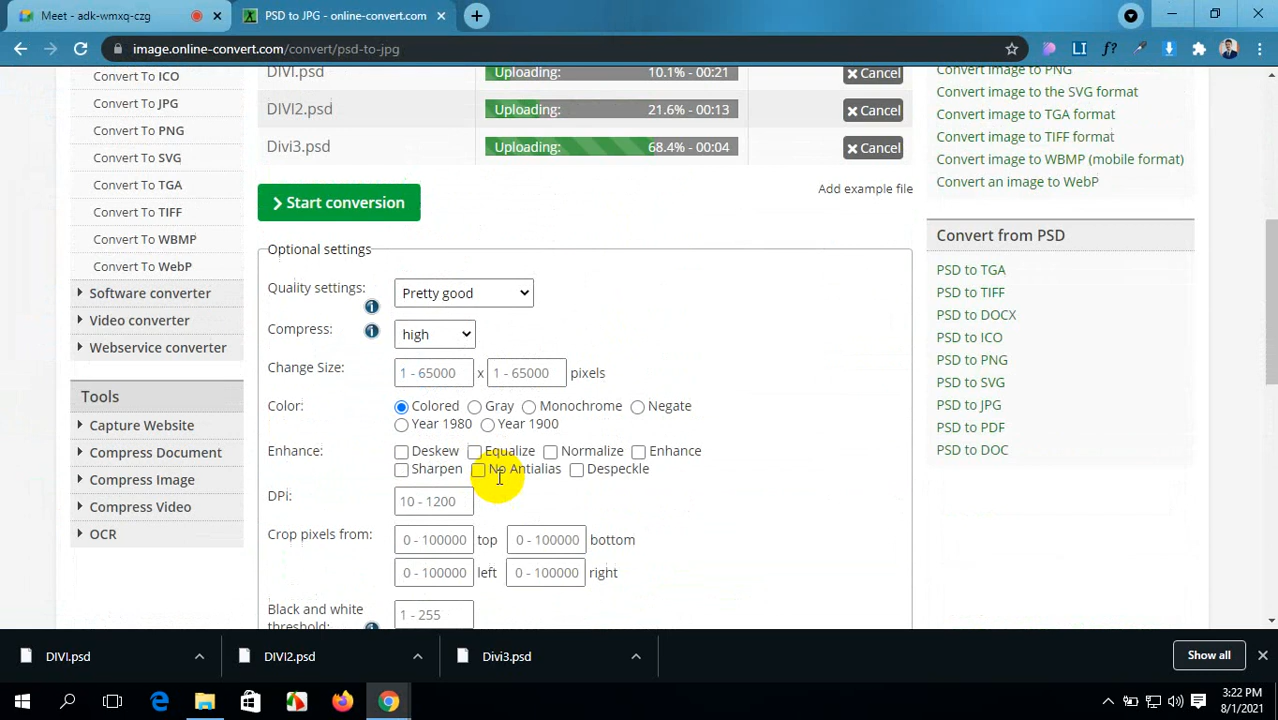 Meet - adk-wmxq-czg
PSD to JPG - online-convert.com
image.online-convert.com/convert/psd-to-jpg
Convert To ICO
Convert To JPG
Convert To PNG
Convert To SVG
Convert To TGA
Convert To TIFF
Convert To WBMP
Convert To WebP
Software converter
Video converter
Webservice converter
Tools
Capture Website
Compress Document
Compress Image
Compress Video
OCR
DIVI.psd Uploading: 10.1% - 00:21 Cancel
DIVI2.psd Uploading: 21.6% - 00:13 Cancel
Divi3.psd Uploading: 68.4% - 00:04 Cancel
Start conversion
Add example file
Optional settings
Quality settings: Pretty good
Compress: high
Change Size: 1 - 65000 x 1 - 65000 pixels
Color: Colored Gray Monochrome Negate
Year 1980 Year 1900
Enhance: Deskew Equalize Normalize Enhance
Sharpen No Antialias Despeckle
DPI: 10 - 1200
Crop pixels from: 0 - 100000 top 0 - 100000 bottom
0 - 100000 left 0 - 100000 right
Black and white
threshold: 1 - 255
Convert image to PNG
Convert image to the SVG format
Convert image to TGA format
Convert image to TIFF format
Convert image to WBMP (mobile format)
Convert an image to WebP
Convert from PSD
PSD to TGA
PSD to TIFF
PSD to DOCX
PSD to ICO
PSD to PNG
PSD to SVG
PSD to JPG
PSD to PDF
PSD to DOC
DIVI.psd
DIVI2.psd
Divi3.psd
Show all
3:22 PM
8/1/2021